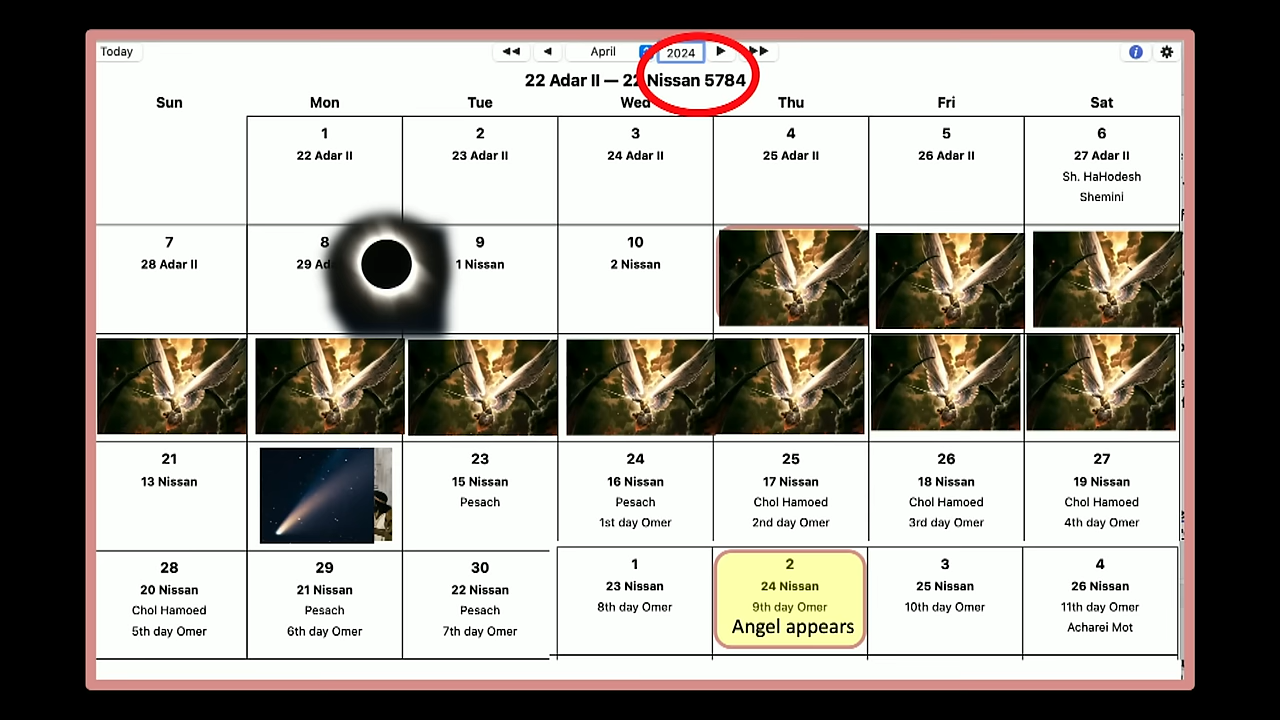 Today
April
2024
22 Adar II — 22 Nissan 5784
Sun Mon Tue Wed Thu Fri Sat
1 2 3 4 5 6
22 Adar II 23 Adar II 24 Adar II 25 Adar II 26 Adar II 27 Adar II
Sh. HaHodesh
Shemini
7 8 9 10
28 Adar II 29 Ad 1 Nissan 2 Nissan
21 23 24 25 26 27
13 Nissan 15 Nissan 16 Nissan 17 Nissan 18 Nissan 19 Nissan
Pesach Pesach Chol Hamoed Chol Hamoed Chol Hamoed
1st day Omer 2nd day Omer 3rd day Omer 4th day Omer
28 29 30 1 2 3 4
20 Nissan 21 Nissan 22 Nissan 23 Nissan 24 Nissan 25 Nissan 26 Nissan
Chol Hamoed Pesach Pesach 8th day Omer 9th day Omer 10th day Omer 11th day Omer
5th day Omer 6th day Omer 7th day Omer Angel appears Acharei Mot